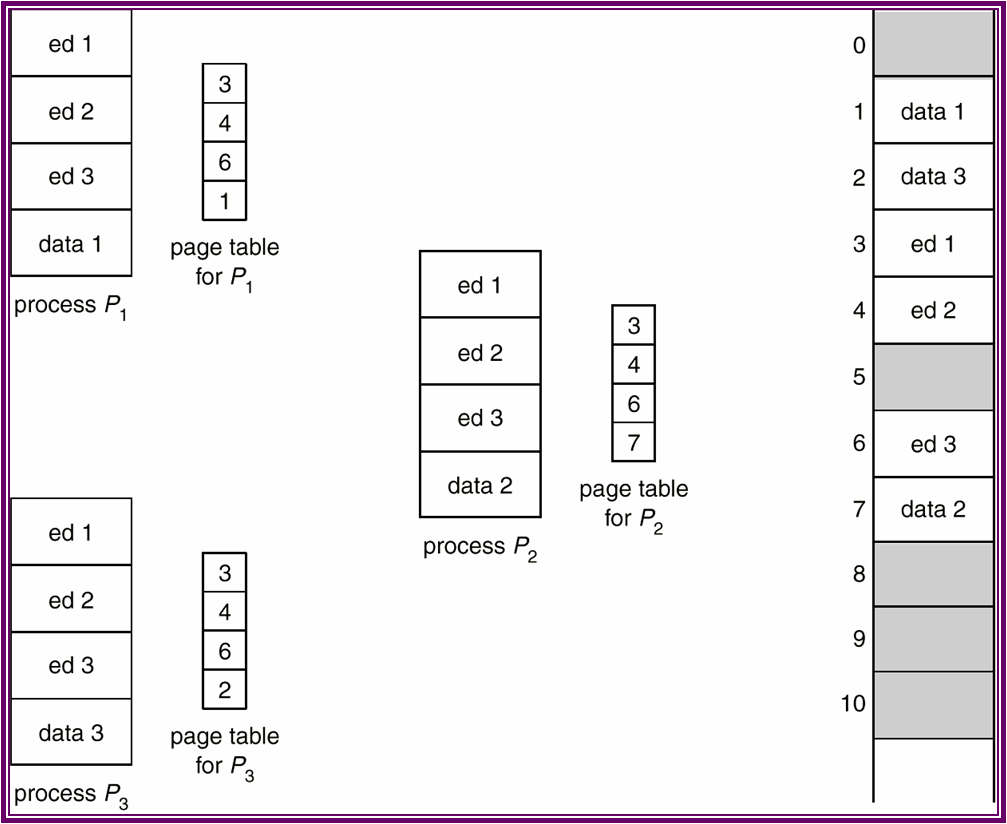 ed 1
ed 2
ed 3
data 1
process P1
3
4
6
1
page table
for P1
ed 1
ed 2
ed 3
data 2
process P2
3
4
6
7
page table
for P2
ed 1
ed 2
ed 3
data 3
process P3
3
4
6
2
page table
for P3
0
1 data 1
2 data 3
3 ed 1
4 ed 2
5
6 ed 3
7 data 2
8
9
10